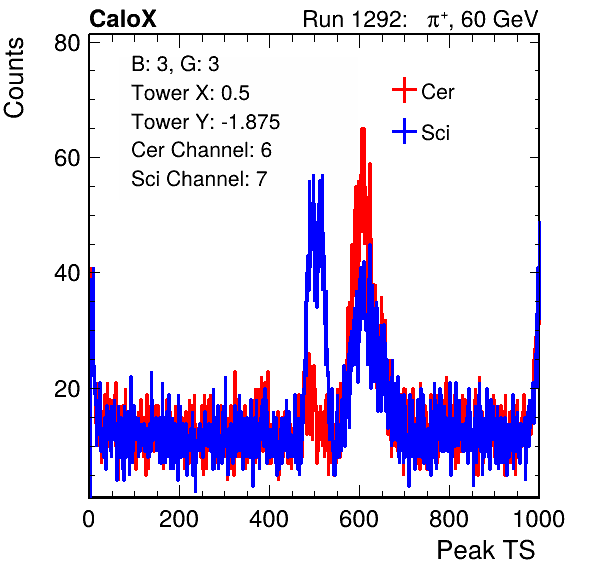 CaloX Run 1292: π⁺, 60 GeV
Counts
80
60
40
20
B: 3, G: 3
Tower X: 0.5
Tower Y: -1.875
Cer Channel: 6
Sci Channel: 7
Cer
Sci
0 200 400 600 800 1000
Peak TS